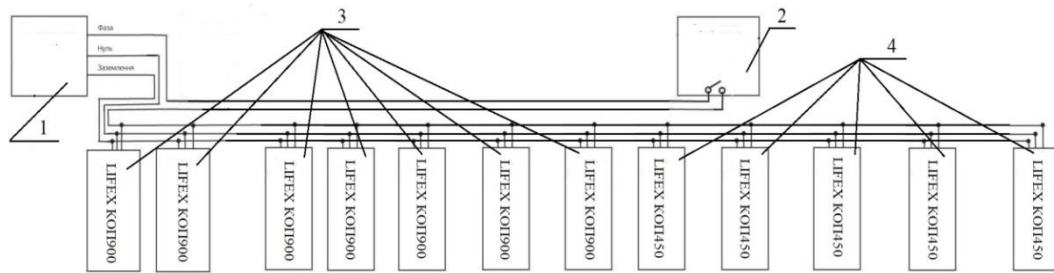 Фаза
Нуль
Заземлення
1
3
2
4
LIFEX КОП900
LIFEX КОП900
LIFEX КОП900
LIFEX КОП900
LIFEX КОП900
LIFEX КОП900
LIFEX КОП900
LIFEX КОП450
LIFEX КОП450
LIFEX КОП450
LIFEX КОП450
LIFEX КОП450